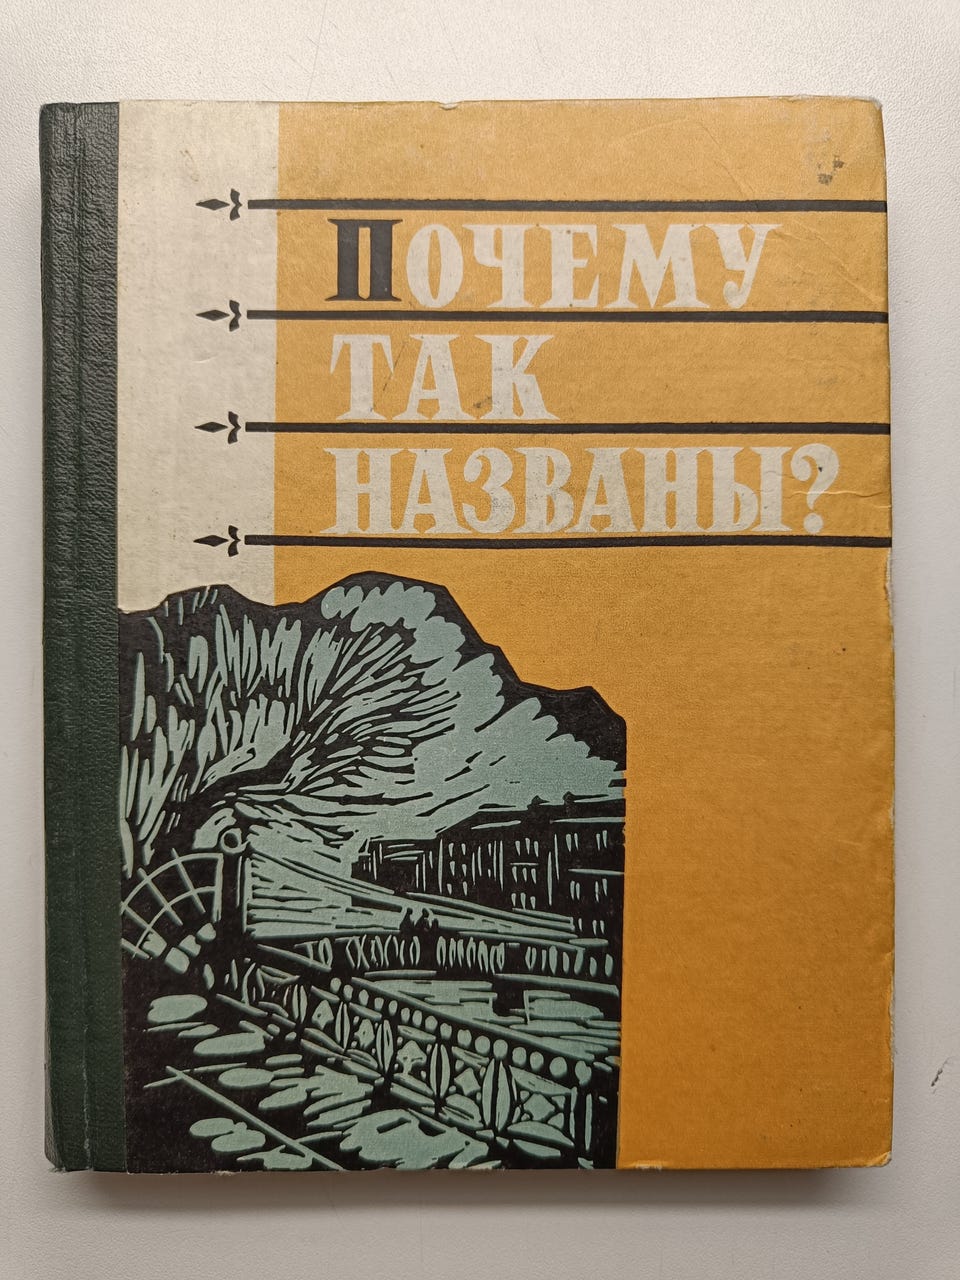 Почему
так
названы?